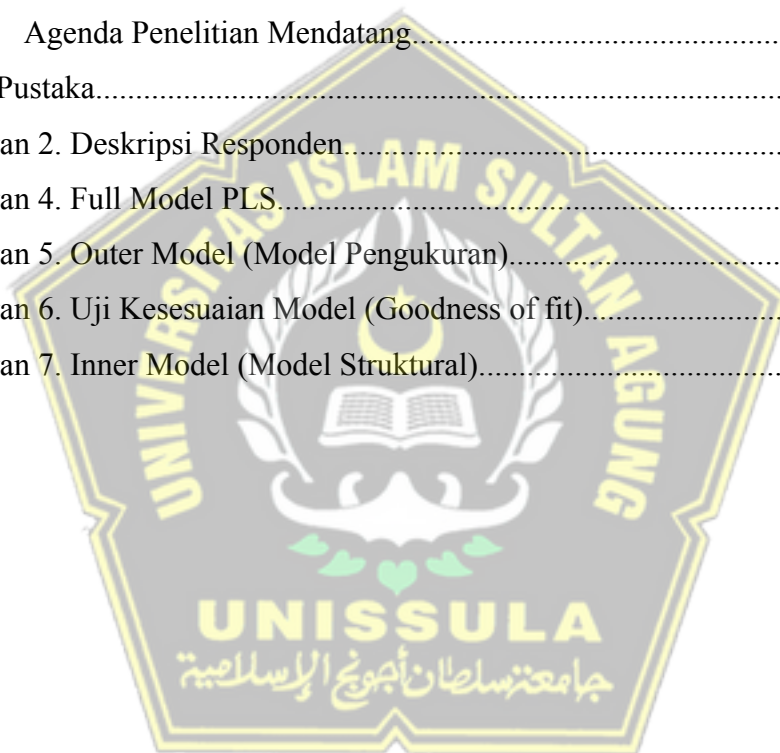 Agenda Penelitian Mendatang..............................................................
Pustaka.........................................................................................................
an 2. Deskripsi Responden........................................................................
an 4. Full Model PLS..................................................................................
an 5. Outer Model (Model Pengukuran).............................................
an 6. Uji Kesesuaian Model (Goodness of fit)................................
an 7. Inner Model (Model Struktural)..................................................
UNIVERSITAS ISLAM SULTAN AGUNG
UNISSULA
جامعة سلطان أجونج الإسلامية